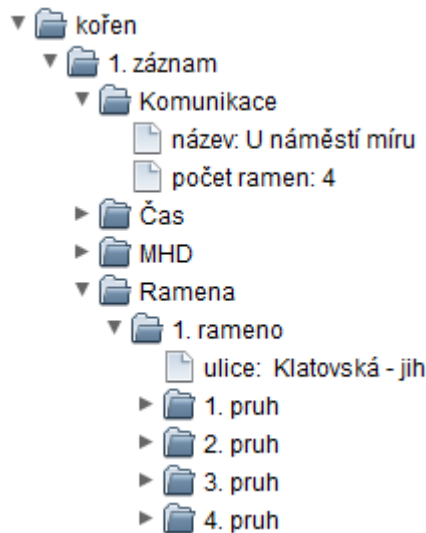 kořen
1. záznam
Komunikace
název: U náměstí míru
počet ramen: 4
Čas
MHD
Ramena
1. rameno
ulice:  Klatovská - jih
1. pruh
2. pruh
3. pruh
4. pruh